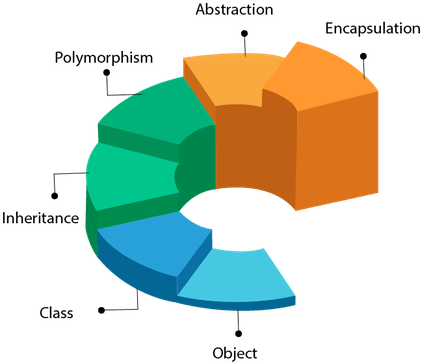 Abstraction
Encapsulation
Polymorphism
Inheritance
Class
Object